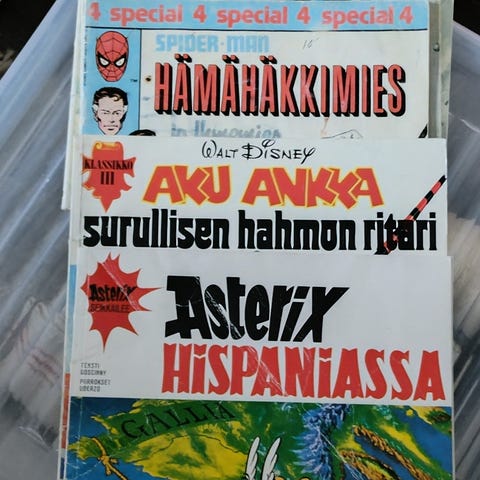 4 special 4 special 4 special 4
SPIDER-MAN
HÄMÄHÄKKIMIES
WALT DISNEY
KLASSIKKO
III
AKU ANKKA
surullisen hahmon ritari
Asterix
SEIKKAILEE
Asterix
HISPANIASSA
TEKSTI
GOSCINNY
PIIRROKSET
UDERZO
GALLIA